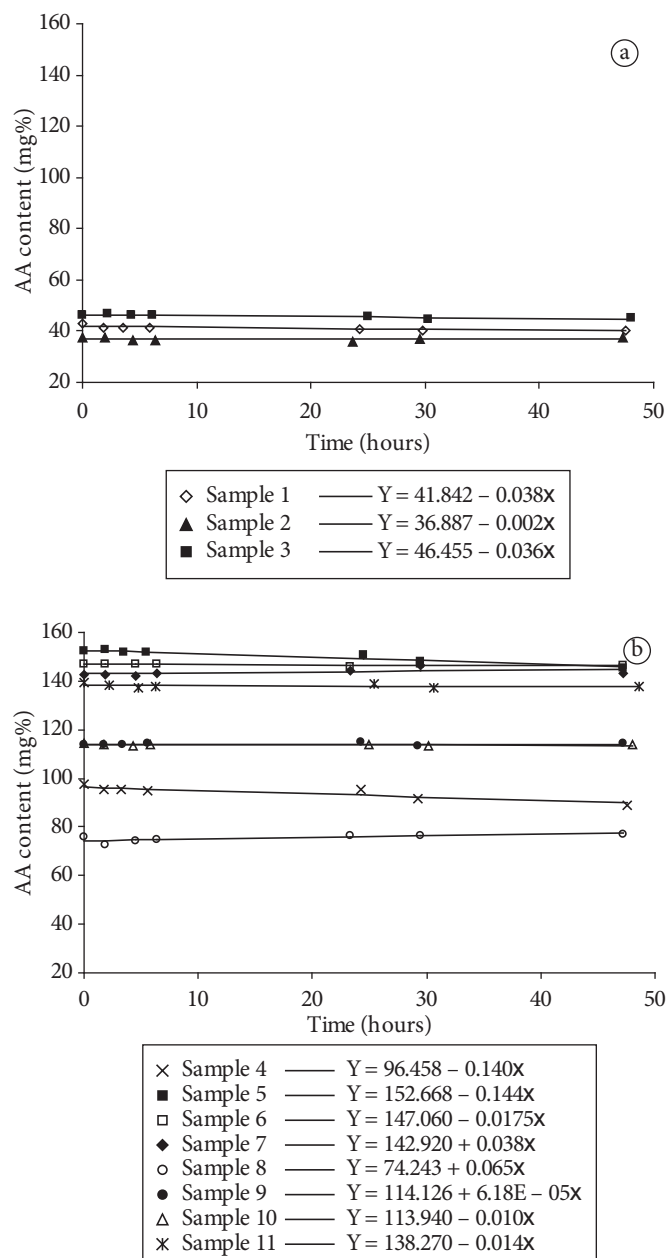 160
a
140
120
100
80
60
40
20
0 10 20 30 40 50
AA content (mg%)
Time (hours)
Sample 1 Y = 41.842 – 0.038x
Sample 2 Y = 36.887 – 0.002x
Sample 3 Y = 46.455 – 0.036x
160
b
140
120
100
80
60
40
20
0 10 20 30 40 50
AA content (mg%)
Time (hours)
Sample 4 Y = 96.458 – 0.140x
Sample 5 Y = 152.668 – 0.144x
Sample 6 Y = 147.060 – 0.0175x
Sample 7 Y = 142.920 + 0.038x
Sample 8 Y = 74.243 + 0.065x
Sample 9 Y = 114.126 + 6.18E – 05x
Sample 10 Y = 113.940 – 0.010x
Sample 11 Y = 138.270 – 0.014x